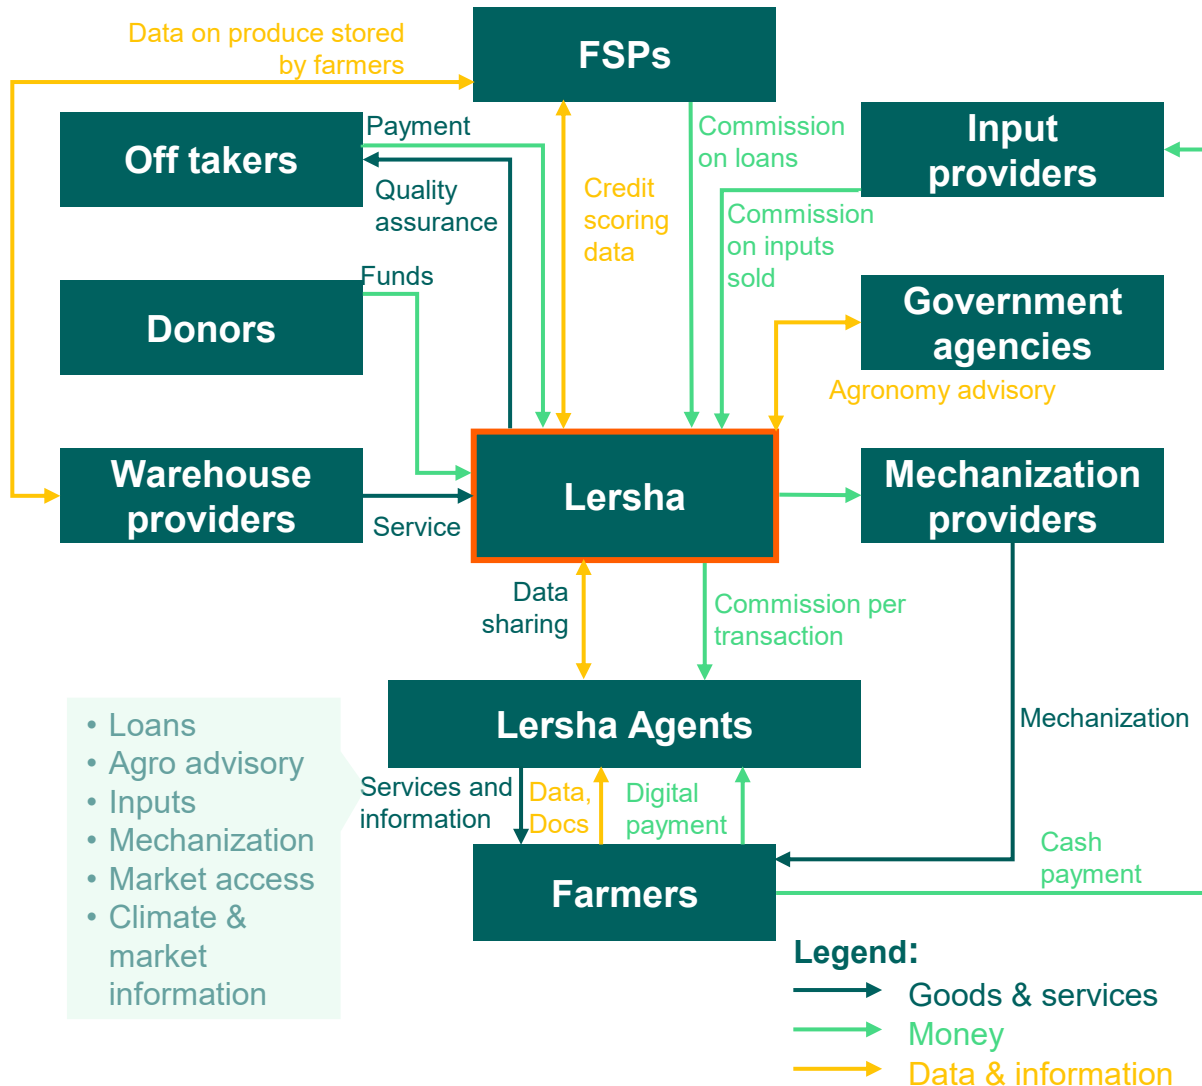 Data on produce stored
by farmers
FSPs
Off takers
Payment
Quality
assurance
Credit
scoring
data
Commission
on loans
Commission
on inputs
sold
Input
providers
Donors
Funds
Government
agencies
Agronomy advisory
Warehouse
providers
Service
Lersha
Mechanization
providers
Data
sharing
Commission per
transaction
Lersha Agents
Mechanization
• Loans
• Agro advisory
• Inputs
• Mechanization
• Market access
• Climate &
market
information
Services and
information
Data,
Docs
Digital
payment
Farmers
Cash
payment
Legend:
Goods & services
Money
Data & information